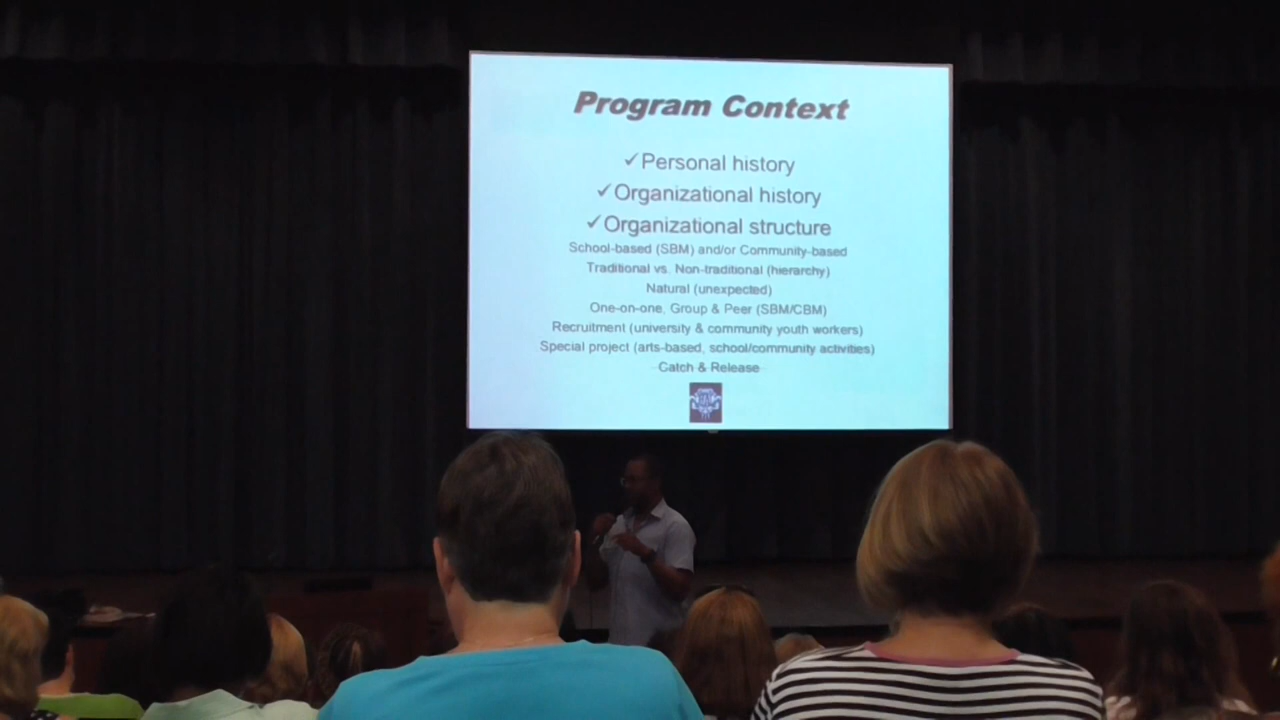 Program Context
✓Personal history
✓Organizational history
✓Organizational structure
School-based (SBM) and/or Community-based
Traditional vs. Non-traditional (hierarchy)
Natural (unexpected)
One-on-one, Group & Peer (SBM/CBM)
Recruitment (university & community youth workers)
Special project (arts-based, school/community activities)
Catch & Release